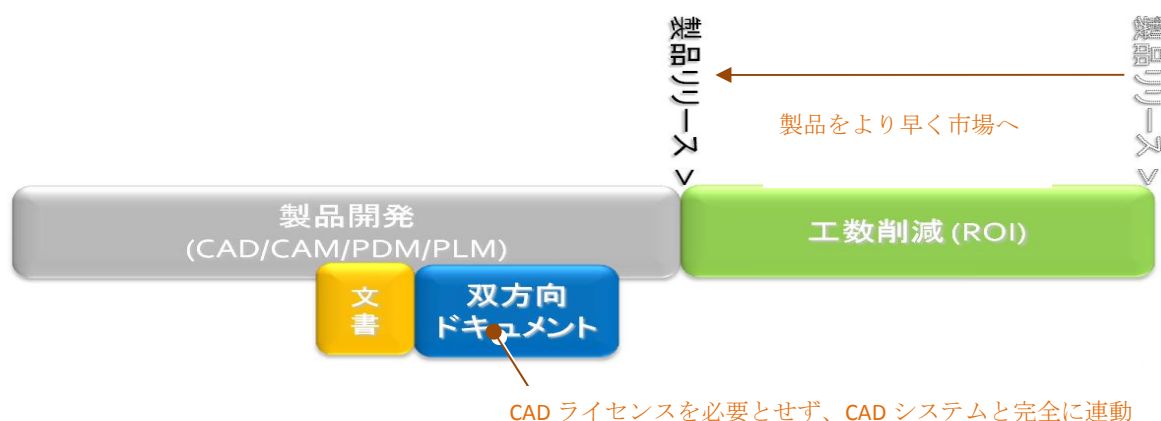 製品リリース >
製品リリース >
製品をより早く市場へ
製品開発
(CAD/CAM/PDM/PLM)
工数削減 (ROI)
文
書
双方向
ドキュメント
CAD ライセンスを必要とせず、CAD システムと完全に連動